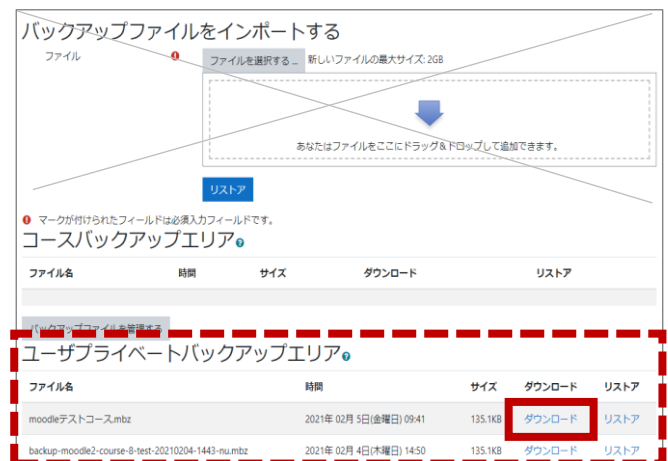 バックアップファイルをインポートする
ファイル
ファイルを選択する ... 新しいファイルの最大サイズ: 2GB
あなたはファイルをここにドラッグ＆ドロップして追加できます。
リストア
マークが付けられたフィールドは必須入力フィールドです。
コースバックアップエリア
ファイル名 時間 サイズ ダウンロード リストア
バックアップファイルを管理する
ユーザプライベートバックアップエリア
ファイル名 時間 サイズ ダウンロード リストア
moodleテストコース.mbz 2021年 02月 5日(金曜日) 09:41 135.1KB ダウンロード リストア
backup-moodle2-course-8-test-20210204-1443-nu.mbz 2021年 02月 4日(木曜日) 14:50 135.1KB ダウンロード リストア